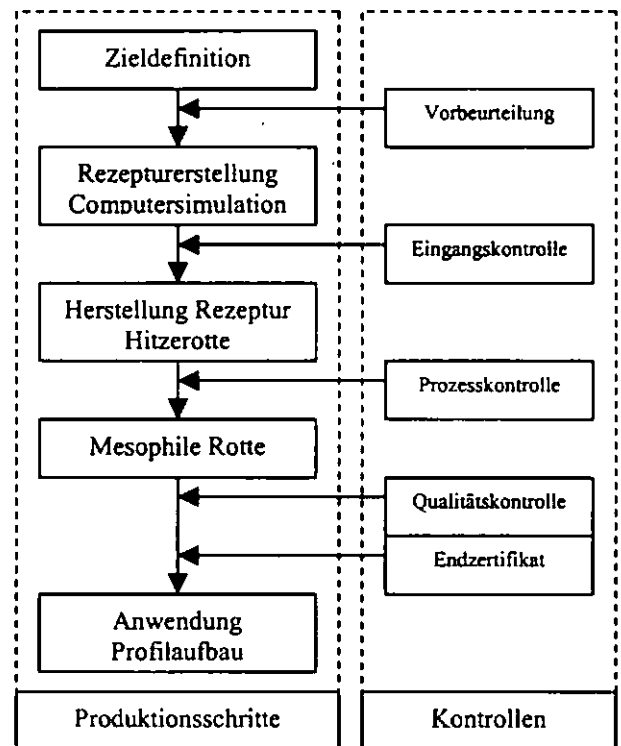 Zieldefinition
Vorbeurteilung
Rezepturerstellung
Computersimulation
Eingangskontrolle
Herstellung Rezeptur
Hitzerotte
Prozesskontrolle
Mesophile Rotte
Qualitätskontrolle
Endzertifikat
Anwendung
Profilaufbau
Produktionsschritte
Kontrollen